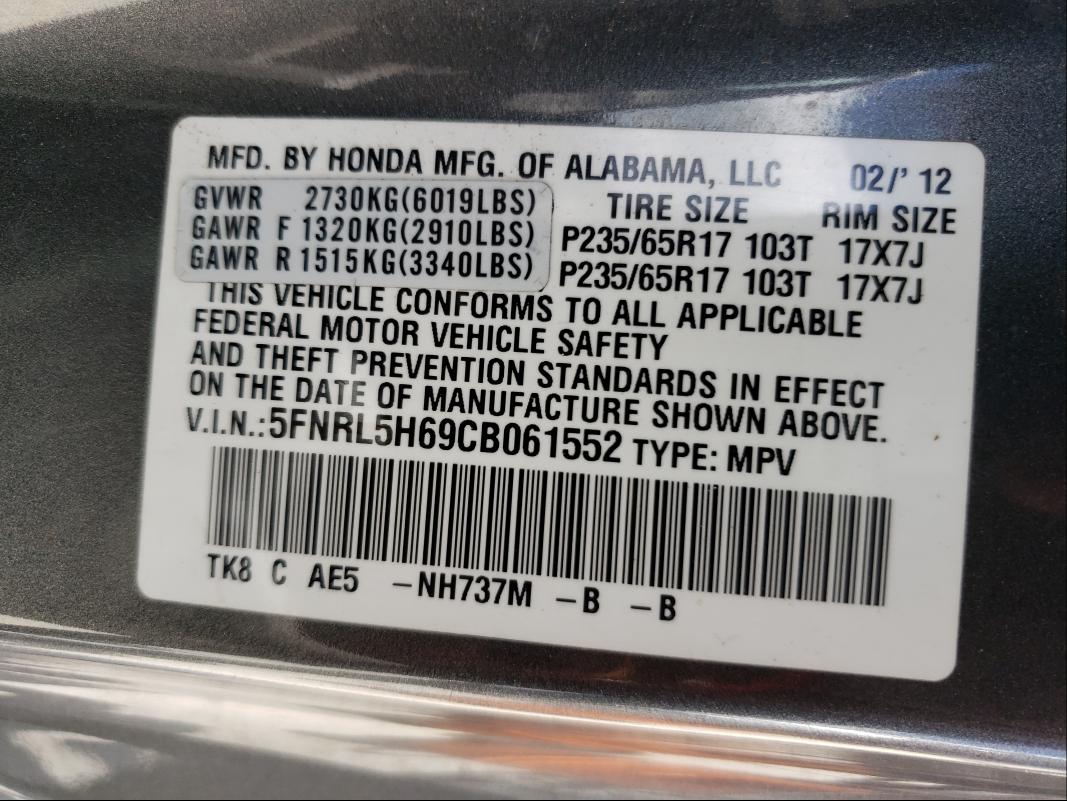 MFD. BY HONDA MFG. OF ALABAMA, LLC 02/' 12
GVWR 2730KG(6019LBS) TIRE SIZE RIM SIZE
GAWR F 1320KG(2910LBS) P235/65R17 103T 17X7J
GAWR R 1515KG(3340LBS) P235/65R17 103T 17X7J
THIS VEHICLE CONFORMS TO ALL APPLICABLE
FEDERAL MOTOR VEHICLE SAFETY
AND THEFT PREVENTION STANDARDS IN EFFECT
ON THE DATE OF MANUFACTURE SHOWN ABOVE.
V.I.N.:5FNRL5H69CB061552 TYPE: MPV
TK8 C AE5 –NH737M –B –B